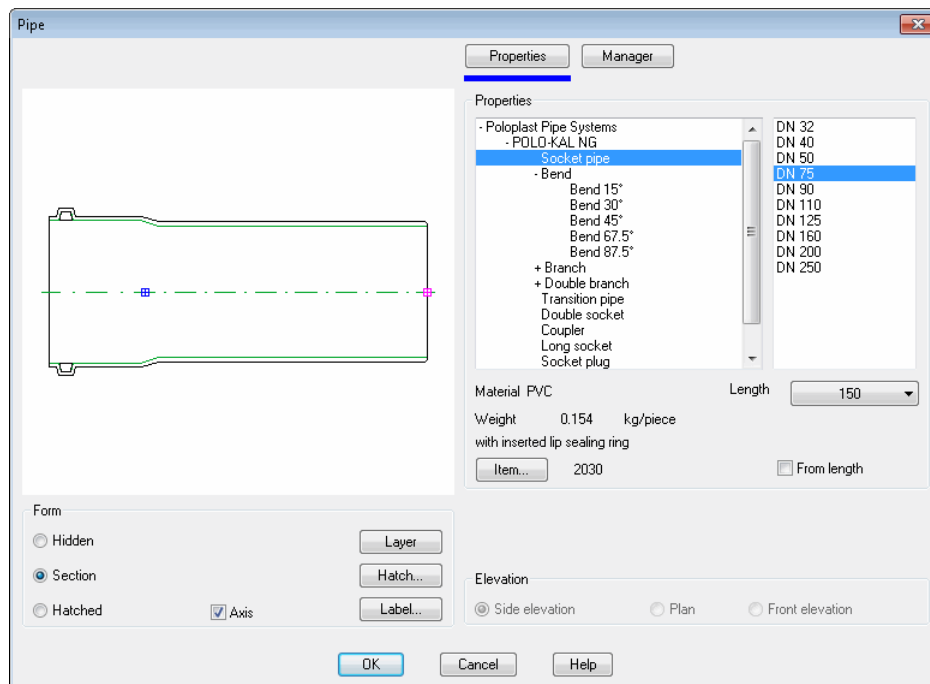 Pipe
Properties Manager
Properties
- Poloplast Pipe Systems
- POLO-KAL NG
Socket pipe
- Bend
Bend 15°
Bend 30°
Bend 45°
Bend 67.5°
Bend 87.5°
+ Branch
+ Double branch
Transition pipe
Double socket
Coupler
Long socket
Socket plug
DN 32
DN 40
DN 50
DN 75
DN 90
DN 110
DN 125
DN 160
DN 200
DN 250
Material PVC Length 150
Weight 0.154 kg/piece
with inserted lip sealing ring
Item... 2030 From length
Form
Hidden Layer
Section Hatch...
Hatched Axis Label...
Elevation
Side elevation Plan Front elevation
OK Cancel Help